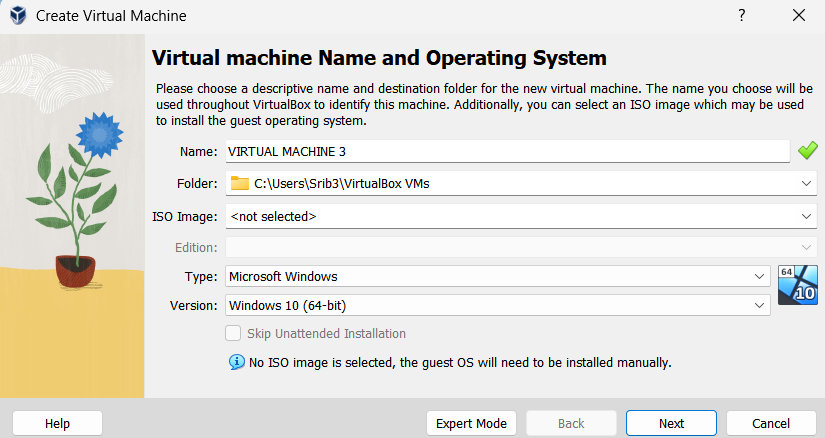 Create Virtual Machine ?
Virtual machine Name and Operating System
Please choose a descriptive name and destination folder for the new virtual machine. The name you choose will be
used throughout VirtualBox to identify this machine. Additionally, you can select an ISO image which may be used
to install the guest operating system.
Name: VIRTUAL MACHINE 3
Folder: C:\Users\Srib3\VirtualBox VMs
ISO Image: <not selected>
Edition:
Type: Microsoft Windows
64
10
Version: Windows 10 (64-bit)
Skip Unattended Installation
No ISO image is selected, the guest OS will need to be installed manually.
Help Expert Mode Back Next Cancel